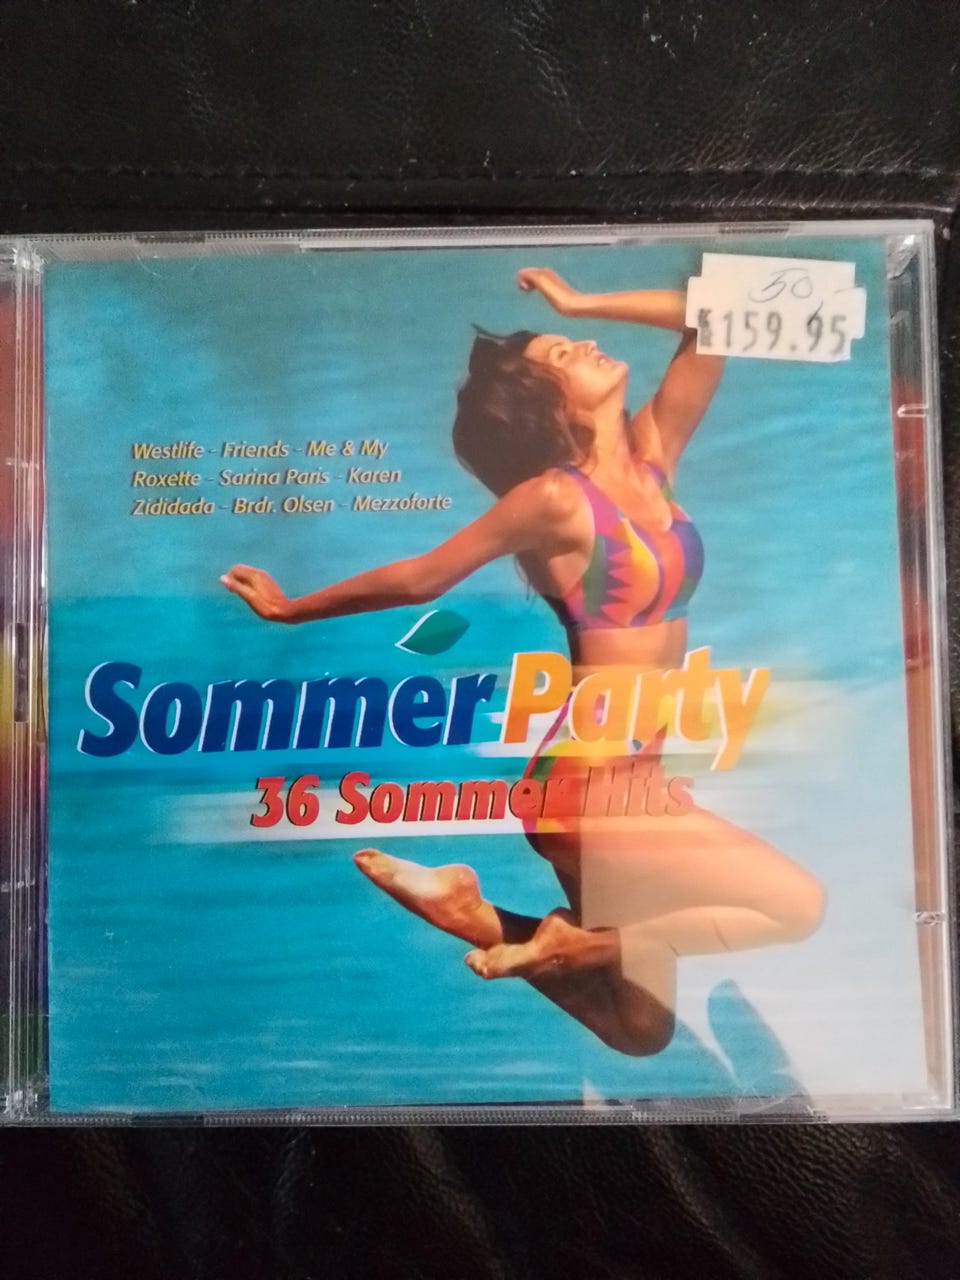 50,-
159.95
Westlife - Friends - Me & My
Roxette - Sarina Paris - Karen
Zididada - Brdr. Olsen - Mezzoforte
Sommer Party
36 Sommer Hits